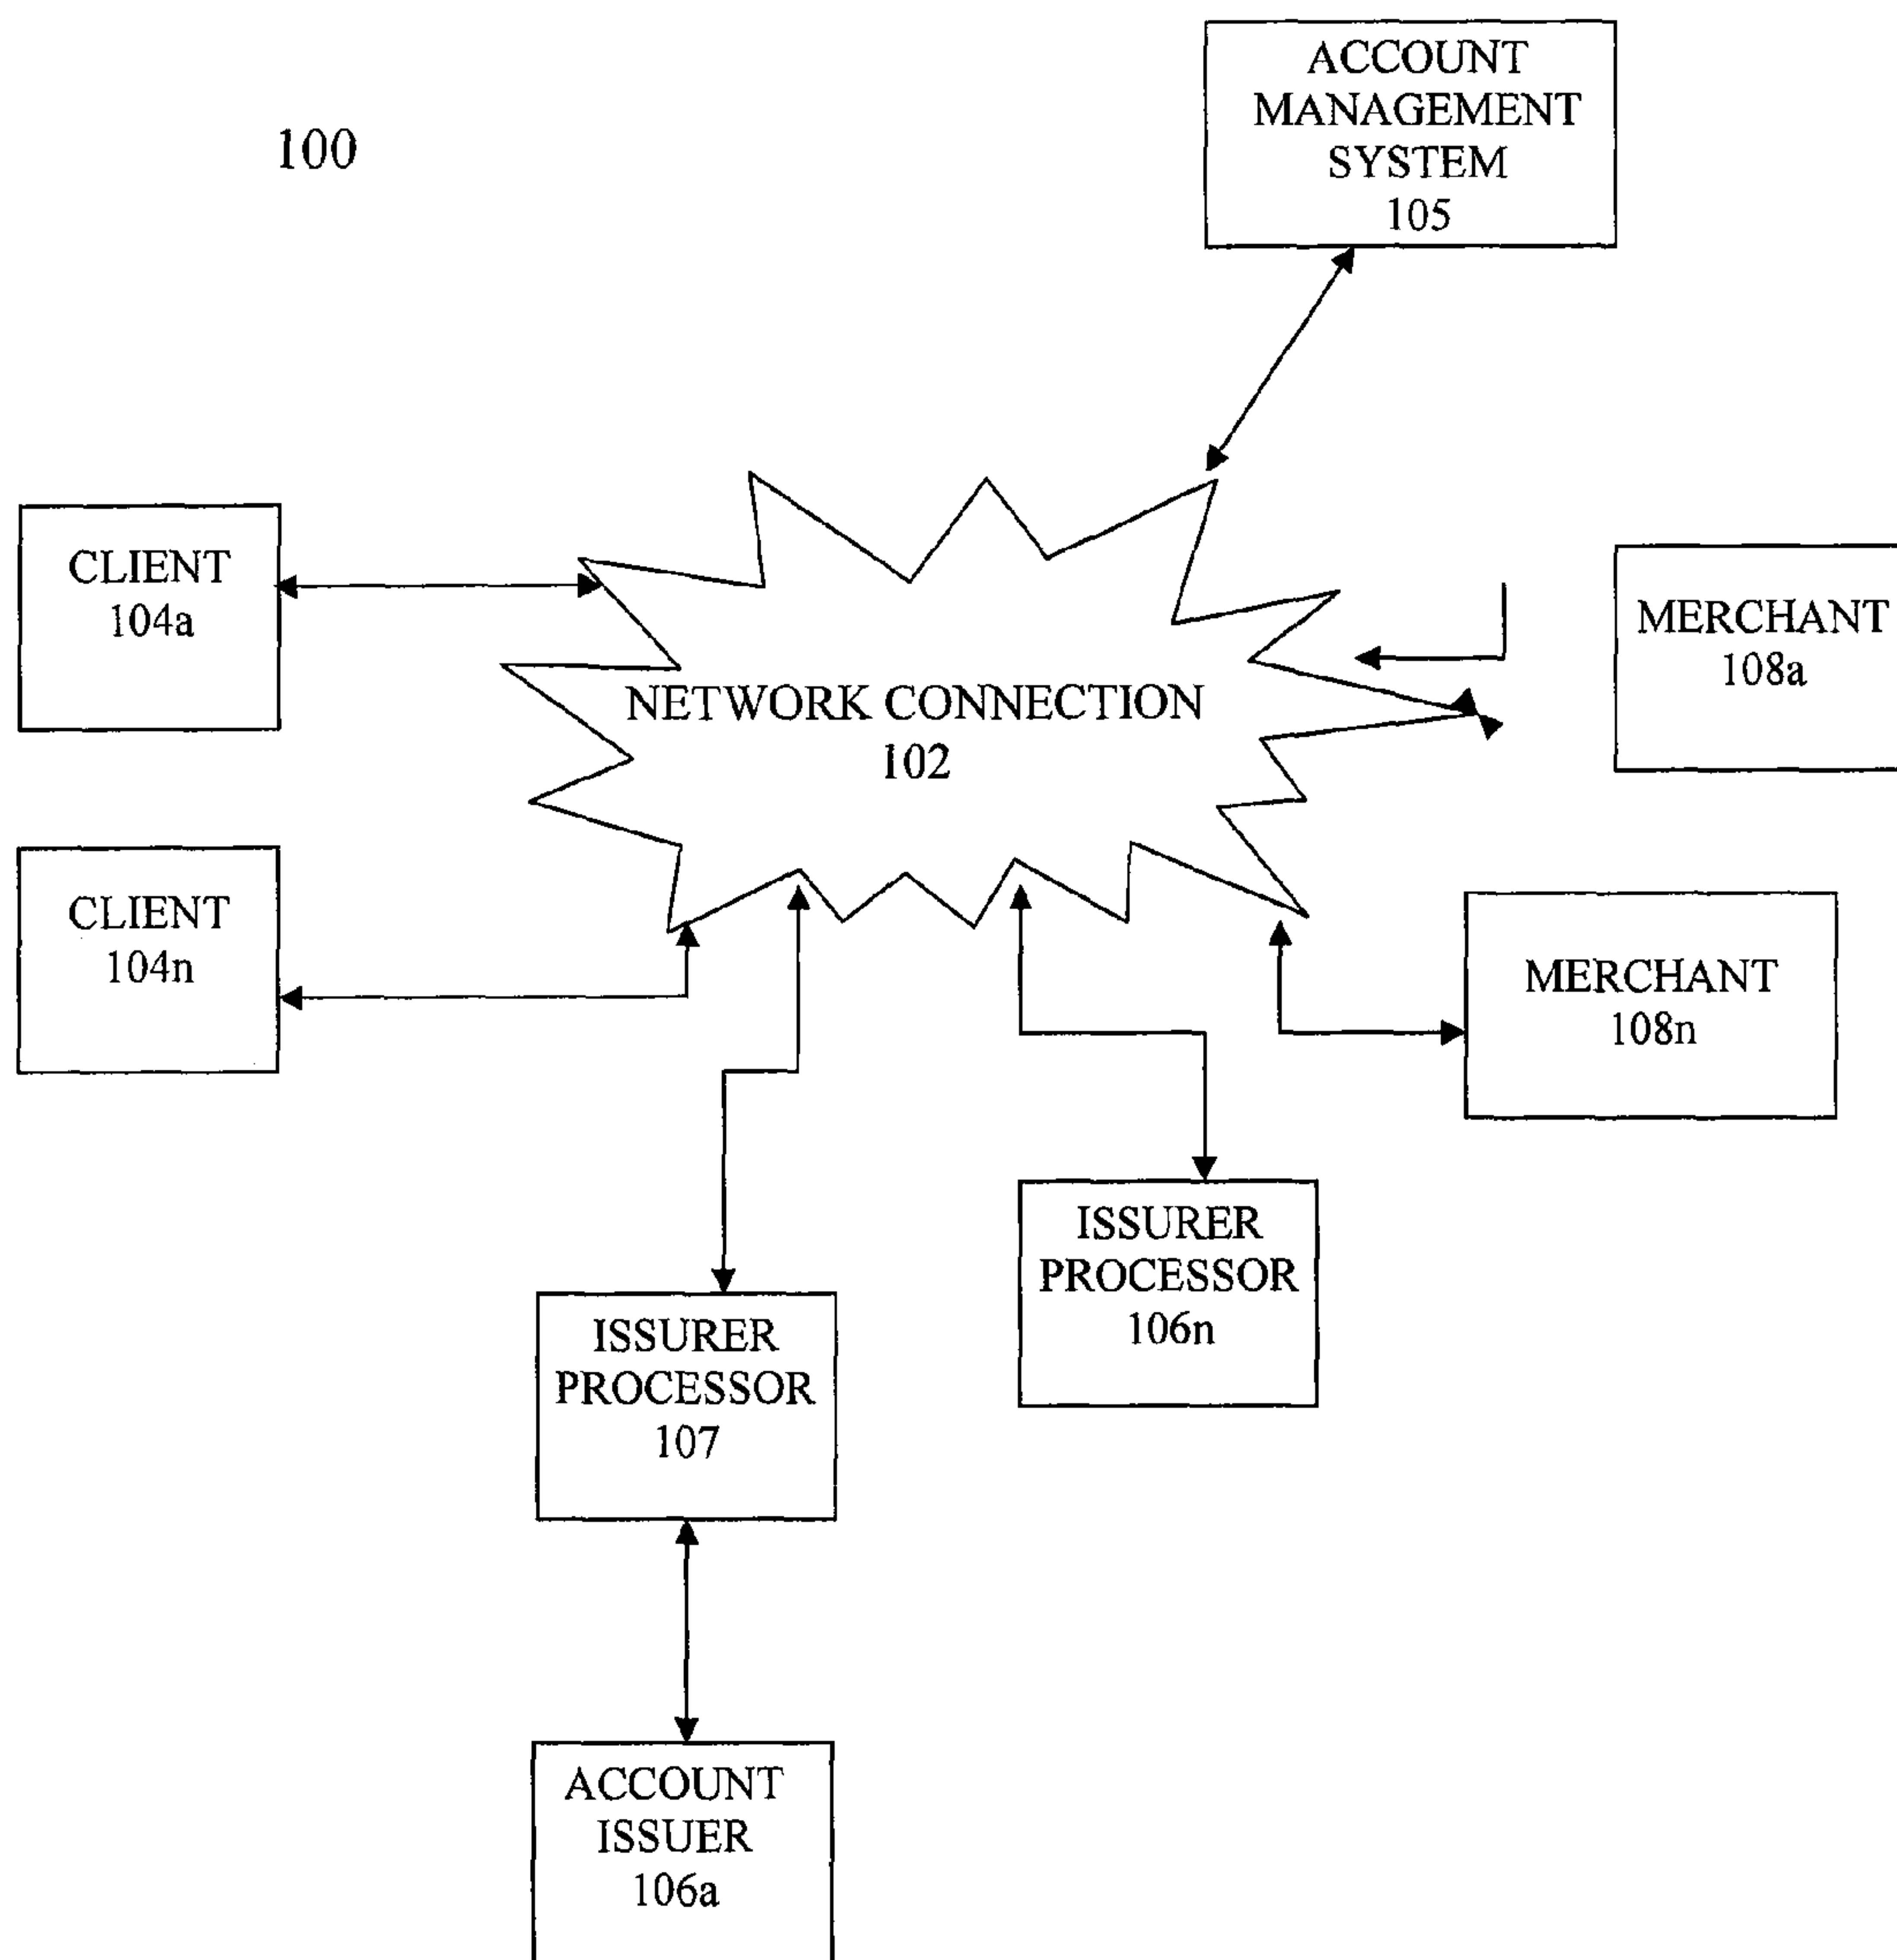 100
ACCOUNT
MANAGEMENT
SYSTEM
105
CLIENT
104a
NETWORK CONNECTION
102
MERCHANT
108a
CLIENT
104n
MERCHANT
108n
ISSURER
PROCESSOR
106n
ISSURER
PROCESSOR
107
ACCOUNT
ISSUER
106a